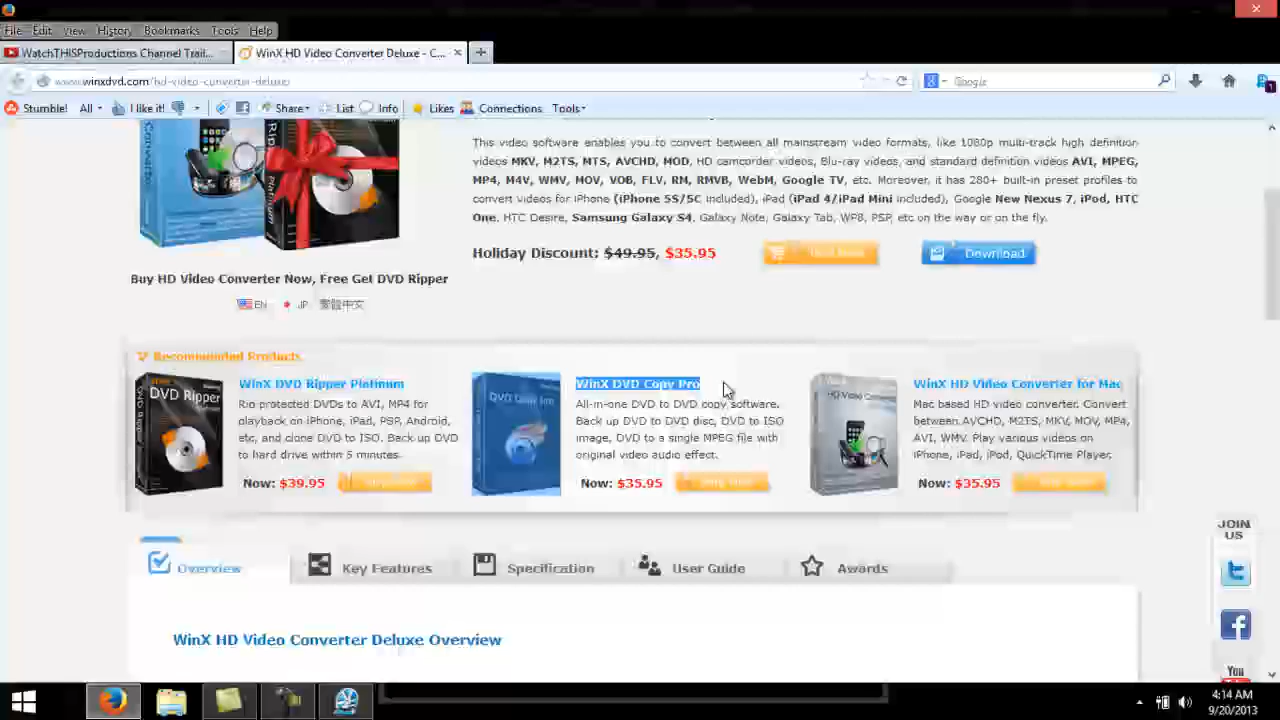 File Edit View History Bookmarks Tools Help
WatchTHISProductions Channel Trail... WinX HD Video Converter Deluxe - C...
www.winxdvd.com/hd-video-converter-deluxe/ Google
Stumble! All I like it! Share List Info Likes Connections Tools
This video software enables you to convert between all mainstream video formats, like 1080p multi-track high definition
videos MKV, M2TS, MTS, AVCHD, MOD, HD camcorder videos, Blu-ray videos, and standard definition videos AVI, MPEG,
MP4, M4V, WMV, MOV, VOB, FLV, RM, RMVB, WebM, Google TV, etc. Moreover, it has 280+ built-in preset profiles to
convert videos for iPhone (iPhone 5S/5C included), iPad (iPad 4/iPad Mini included), Google New Nexus 7, iPod, HTC
One, HTC Desire, Samsung Galaxy S4, Galaxy Note, Galaxy Tab, WP8, PSP, etc on the way or on the fly.
Holiday Discount: $49.95, $35.95 Download
Buy HD Video Converter Now, Free Get DVD Ripper
EN JP 繁體中文
Recommended Products
WinX DVD Ripper Platinum
Rip protected DVDs to AVI, MP4 for
playback on iPhone, iPad, PSP, Android,
etc, and clone DVD to ISO. Back up DVD
to hard drive within 5 minutes.
Now: $39.95
DVD Ripper
WinX DVD Copy Pro
All-in-one DVD to DVD copy software.
Back up DVD to DVD disc, DVD to ISO
image, DVD to a single MPEG file with
original video audio effect.
Now: $35.95
DVD Copy Pro
WinX HD Video Converter for Mac
Mac based HD video converter. Convert
between AVCHD, M2TS, MKV, MOV, MP4,
AVI, WMV. Play various videos on
iPhone, iPad, iPod, QuickTime Player.
Now: $35.95
Overview Key Features Specification User Guide Awards
WinX HD Video Converter Deluxe Overview
JOIN
US
You
4:14 AM
9/20/2013